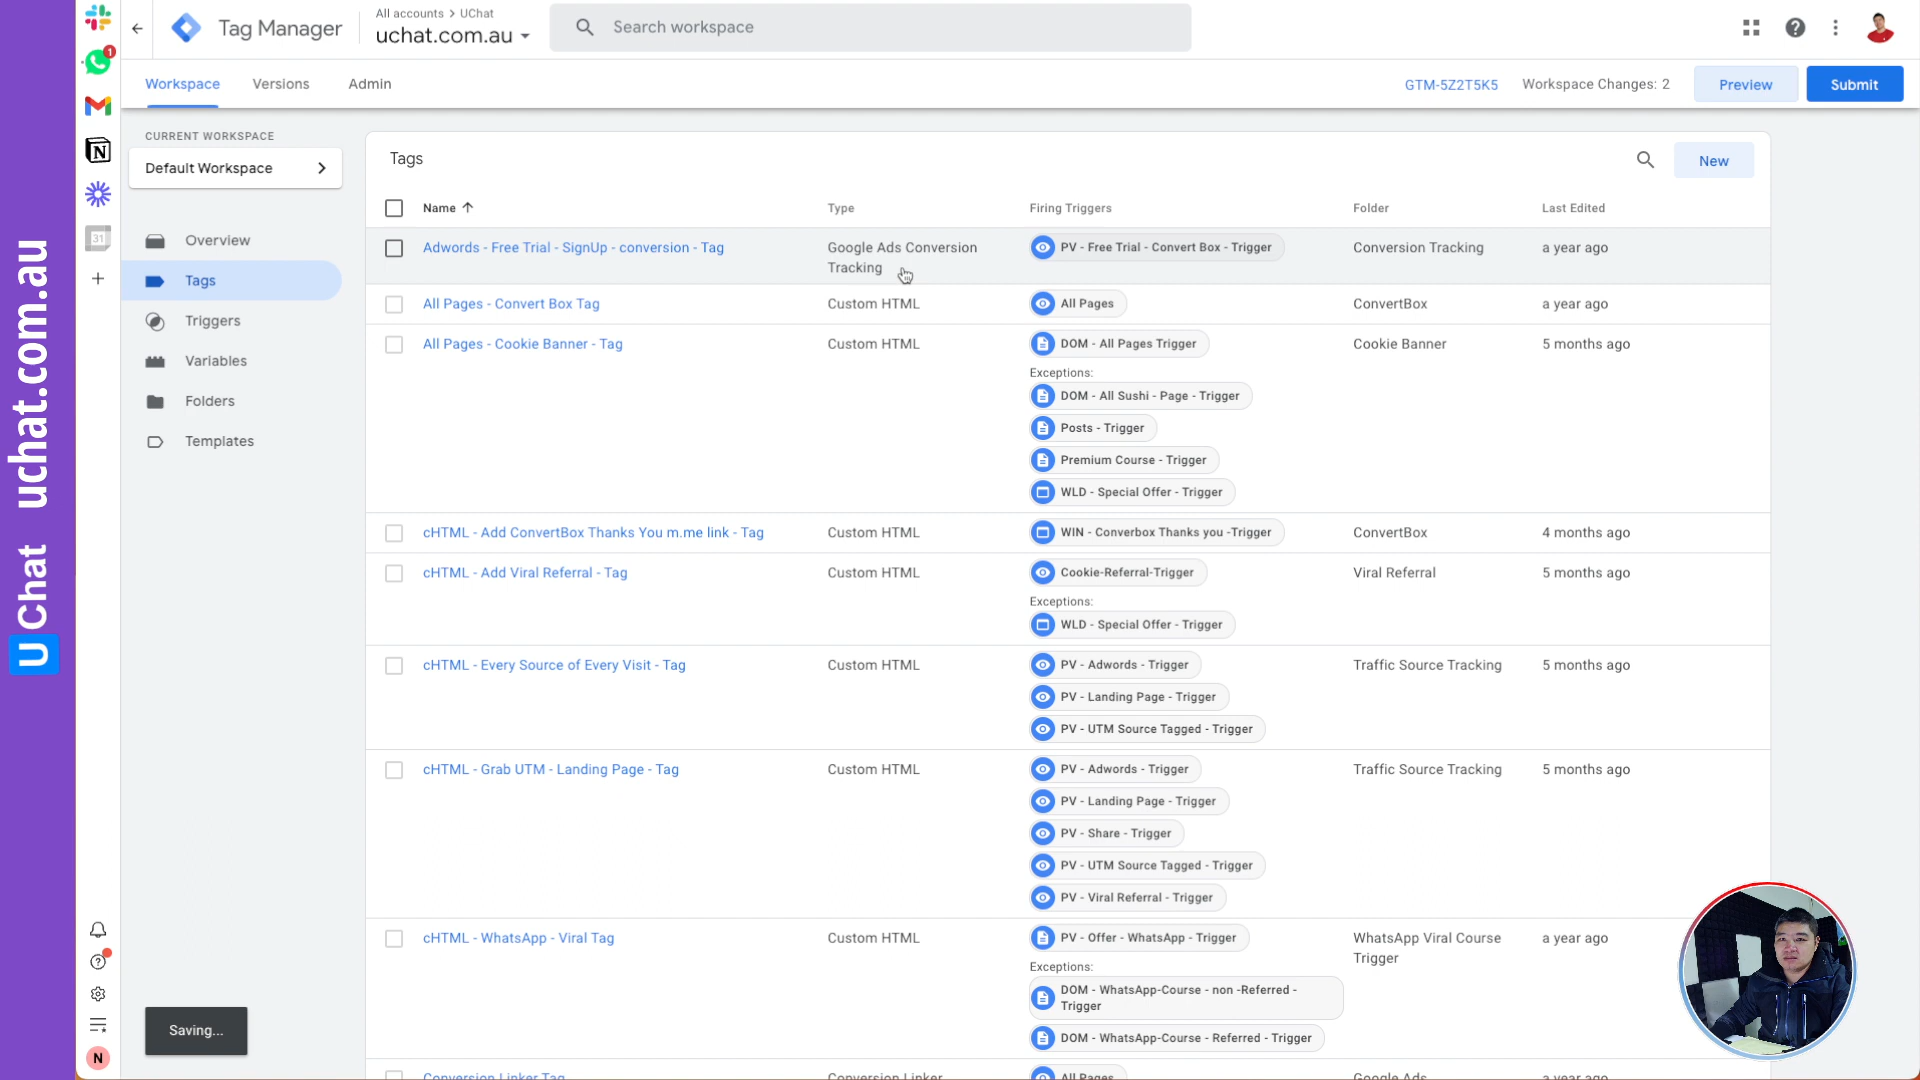 UChat uchat.com.au
1
31
N
Tag Manager
All accounts > UChat
uchat.com.au
Search workspace
Workspace
Versions
Admin
GTM-5Z2T5K5
Workspace Changes: 2
Preview
Submit
CURRENT WORKSPACE
Default Workspace
Overview
Tags
Triggers
Variables
Folders
Templates
Tags
New
Name
Type
Firing Triggers
Folder
Last Edited
Adwords - Free Trial - SignUp - conversion - Tag
Google Ads Conversion
Tracking
PV - Free Trial - Convert Box - Trigger
Conversion Tracking
a year ago
All Pages - Convert Box Tag
Custom HTML
All Pages
ConvertBox
a year ago
All Pages - Cookie Banner - Tag
Custom HTML
DOM - All Pages Trigger
Exceptions:
DOM - All Sushi - Page - Trigger
Posts - Trigger
Premium Course - Trigger
WLD - Special Offer - Trigger
Cookie Banner
5 months ago
cHTML - Add ConvertBox Thanks You m.me link - Tag
Custom HTML
WIN - Converbox Thanks you -Trigger
ConvertBox
4 months ago
cHTML - Add Viral Referral - Tag
Custom HTML
Cookie-Referral-Trigger
Exceptions:
WLD - Special Offer - Trigger
Viral Referral
5 months ago
cHTML - Every Source of Every Visit - Tag
Custom HTML
PV - Adwords - Trigger
PV - Landing Page - Trigger
PV - UTM Source Tagged - Trigger
Traffic Source Tracking
5 months ago
cHTML - Grab UTM - Landing Page - Tag
Custom HTML
PV - Adwords - Trigger
PV - Landing Page - Trigger
PV - Share - Trigger
PV - UTM Source Tagged - Trigger
PV - Viral Referral - Trigger
Traffic Source Tracking
5 months ago
cHTML - WhatsApp - Viral Tag
Custom HTML
PV - Offer - WhatsApp - Trigger
Exceptions:
DOM - WhatsApp-Course - non -Referred -
Trigger
DOM - WhatsApp-Course - Referred - Trigger
WhatsApp Viral Course
Trigger
a year ago
Conversion Linker Tag
Conversion Linker
All Pages
Google Ads
a year ago
Saving...
N